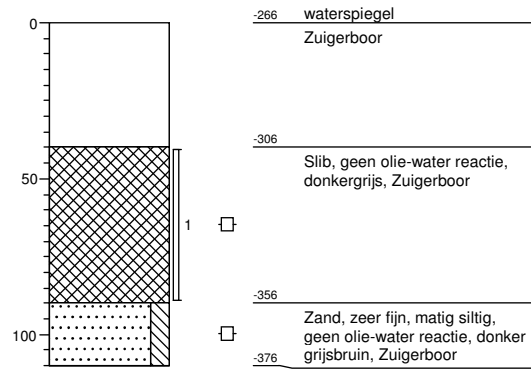 0
-266 waterspiegel
Zuigerboor
-306
Slib, geen olie-water reactie,
donkergrijs, Zuigerboor
50
1
-356
Zand, zeer fijn, matig siltig,
geen olie-water reactie, donker
grijsbruin, Zuigerboor
100
-376